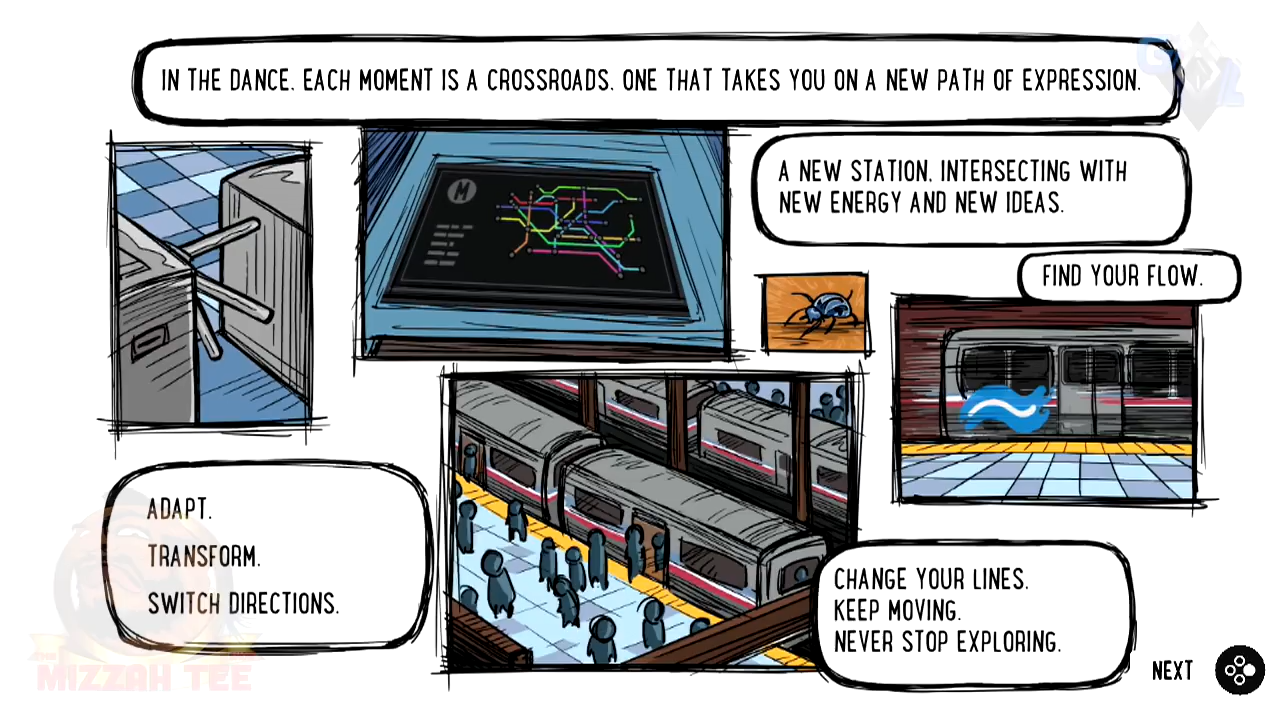 IN THE DANCE, EACH MOMENT IS A CROSSROADS, ONE THAT TAKES YOU ON A NEW PATH OF EXPRESSION.
A NEW STATION, INTERSECTING WITH
NEW ENERGY AND NEW IDEAS.
FIND YOUR FLOW.
M
ADAPT.
TRANSFORM.
SWITCH DIRECTIONS.
CHANGE YOUR LINES.
KEEP MOVING.
NEVER STOP EXPLORING.
MIZZAH TEE
NEXT